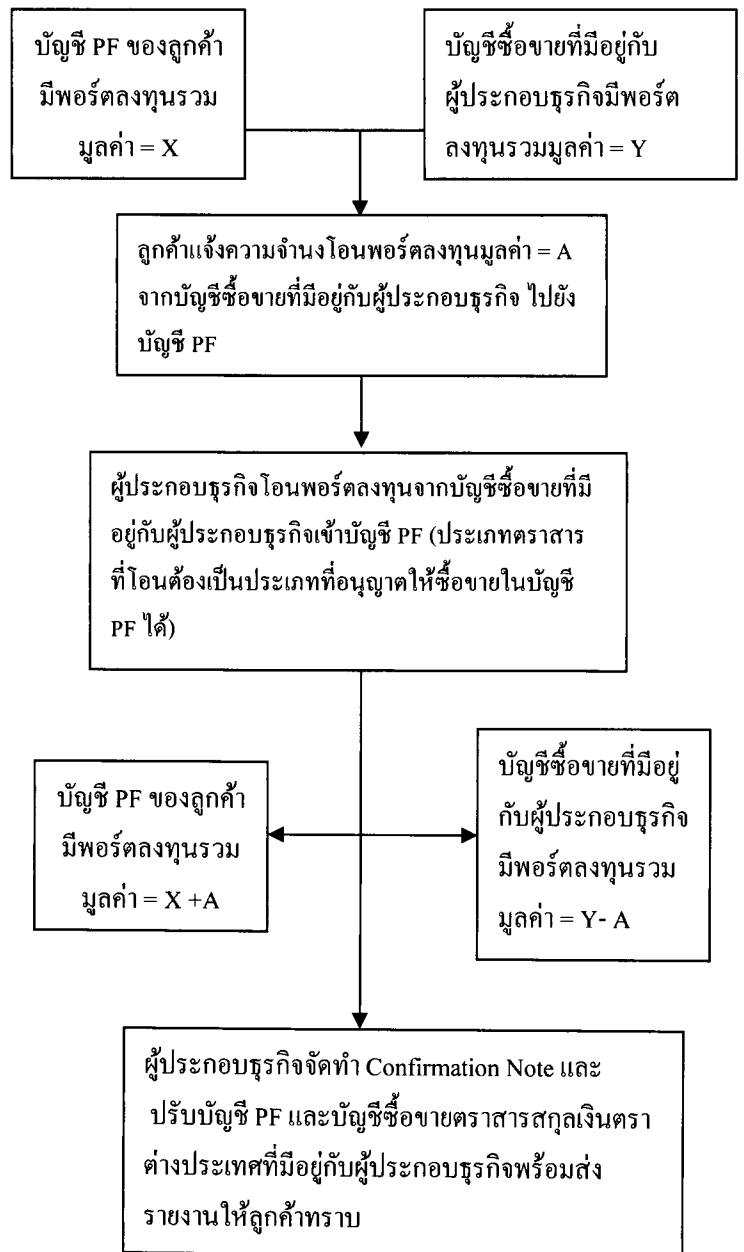 บัญชี PF ของลูกค้า
มีพอร์ตลงทุนรวม
มูลค่า = X
บัญชีซื้อขายที่มีอยู่กับ
ผู้ประกอบธุรกิจมีพอร์ต
ลงทุนรวมมูลค่า = Y
ลูกค้าแจ้งความจำนงโอนพอร์ตลงทุนมูลค่า = A
จากบัญชีซื้อขายที่มีอยู่กับผู้ประกอบธุรกิจ ไปยัง
บัญชี PF
ผู้ประกอบธุรกิจโอนพอร์ตลงทุนจากบัญชีซื้อขายที่มี
อยู่กับผู้ประกอบธุรกิจเข้าบัญชี PF (ประเภทตราสาร
ที่โอนต้องเป็นประเภทที่อนุญาตให้ซื้อขายในบัญชี
PF ได้)
บัญชี PF ของลูกค้า
มีพอร์ตลงทุนรวม
มูลค่า = X +A
บัญชีซื้อขายที่มีอยู่
กับผู้ประกอบธุรกิจ
มีพอร์ตลงทุนรวม
มูลค่า = Y- A
ผู้ประกอบธุรกิจจัดทำ Confirmation Note และ
ปรับบัญชี PF และบัญชีซื้อขายตราสารสกุลเงินตรา
ต่างประเทศที่มีอยู่กับผู้ประกอบธุรกิจพร้อมส่ง
รายงานให้ลูกค้าทราบ